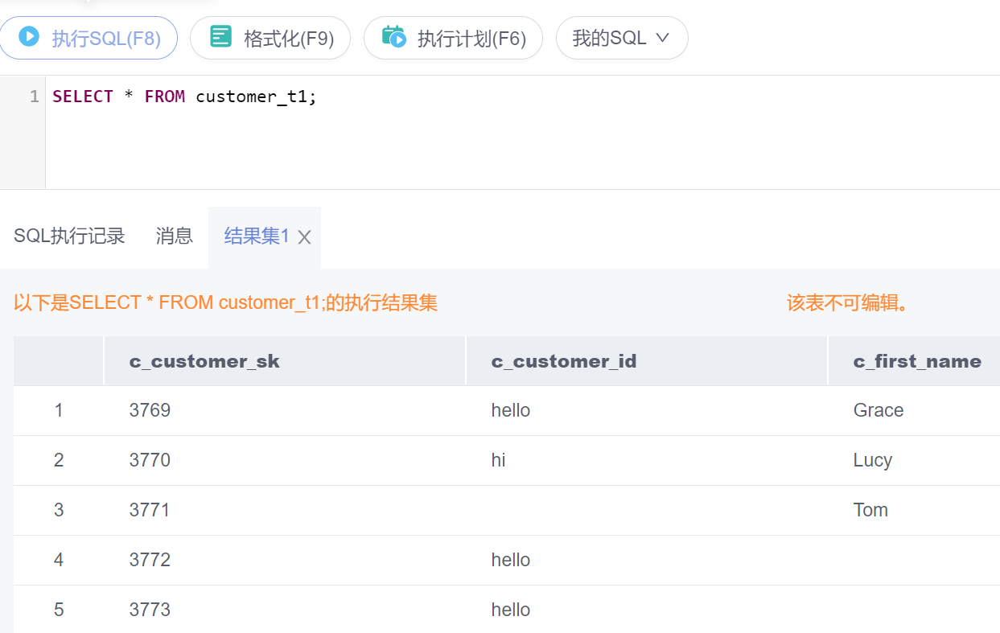 执行SQL(F8) 格式化(F9) 执行计划(F6) 我的SQL
1 SELECT * FROM customer_t1;
SQL执行记录 消息 结果集1
以下是SELECT * FROM customer_t1;的执行结果集 该表不可编辑。
c_customer_sk c_customer_id c_first_name
1 3769 hello Grace
2 3770 hi Lucy
3 3771 Tom
4 3772 hello
5 3773 hello